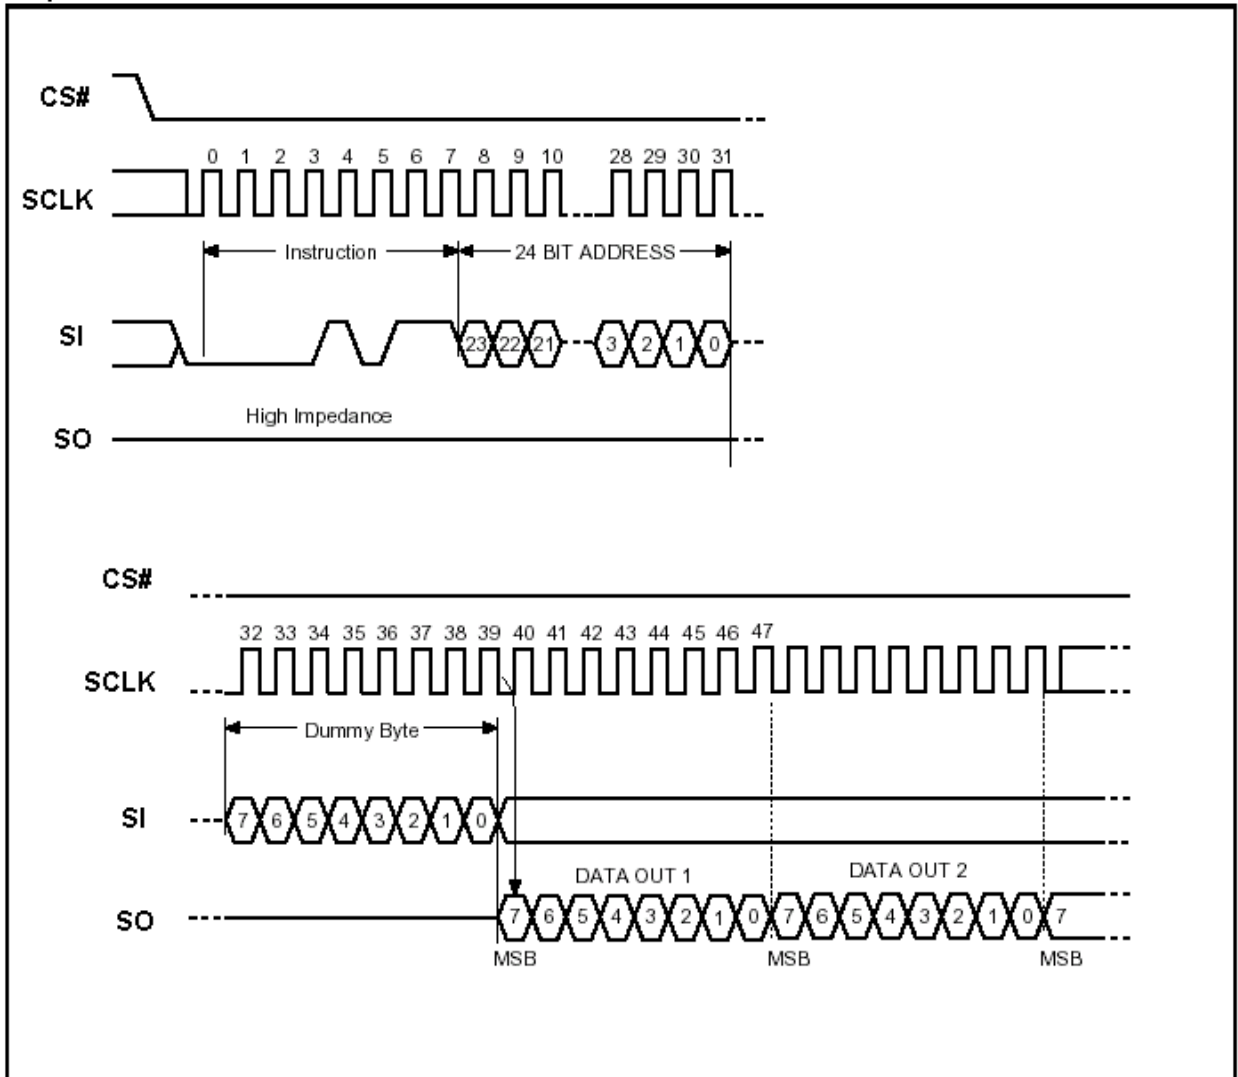 CS#
0 1 2 3 4 5 6 7 8 9 10 28 29 30 31
SCLK
Instruction 24 BIT ADDRESS
SI 23 22 21 3 2 1 0
High Impedance
SO
CS#
32 33 34 35 36 37 38 39 40 41 42 43 44 45 46 47
SCLK
Dummy Byte
SI 7 6 5 4 3 2 1 0
DATA OUT 1 DATA OUT 2
SO 7 6 5 4 3 2 1 0 7 6 5 4 3 2 1 0 7
MSB MSB MSB